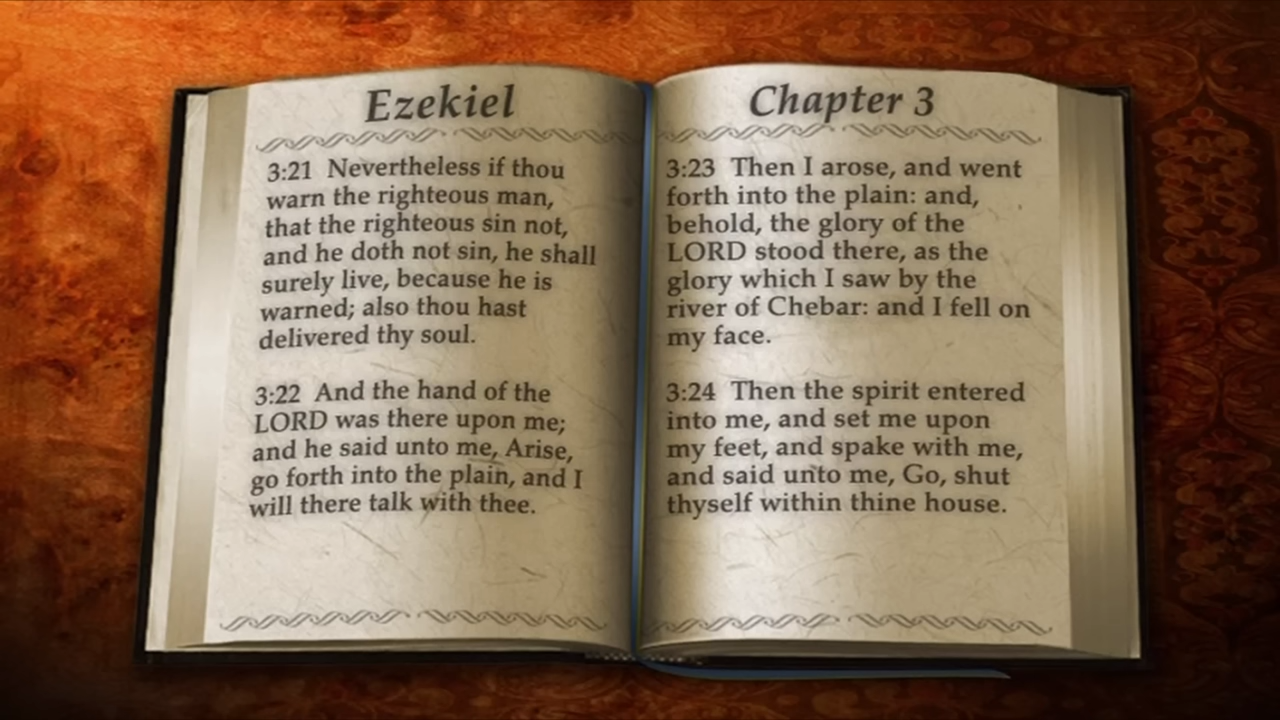 Ezekiel
3:21 Nevertheless if thou
warn the righteous man,
that the righteous sin not,
and he doth not sin, he shall
surely live, because he is
warned; also thou hast
delivered thy soul.
3:22 And the hand of the
LORD was there upon me;
and he said unto me, Arise,
go forth into the plain, and I
will there talk with thee.
Chapter 3
3:23 Then I arose, and went
forth into the plain: and,
behold, the glory of the
LORD stood there, as the
glory which I saw by the
river of Chebar: and I fell on
my face.
3:24 Then the spirit entered
into me, and set me upon
my feet, and spake with me,
and said unto me, Go, shut
thyself within thine house.